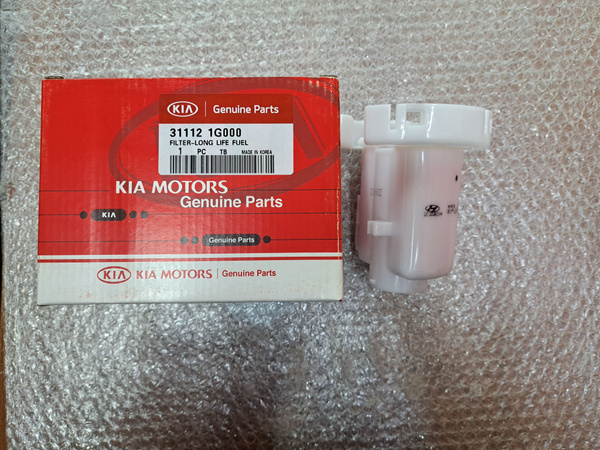 KIA Genuine Parts
31112 1G000
FILTER-LONG LIFE FUEL
1 PC TB MADE IN KOREA
KIA MOTORS
Genuine Parts
KIA
Genuine Parts
KIA KIA MOTORS Genuine Parts